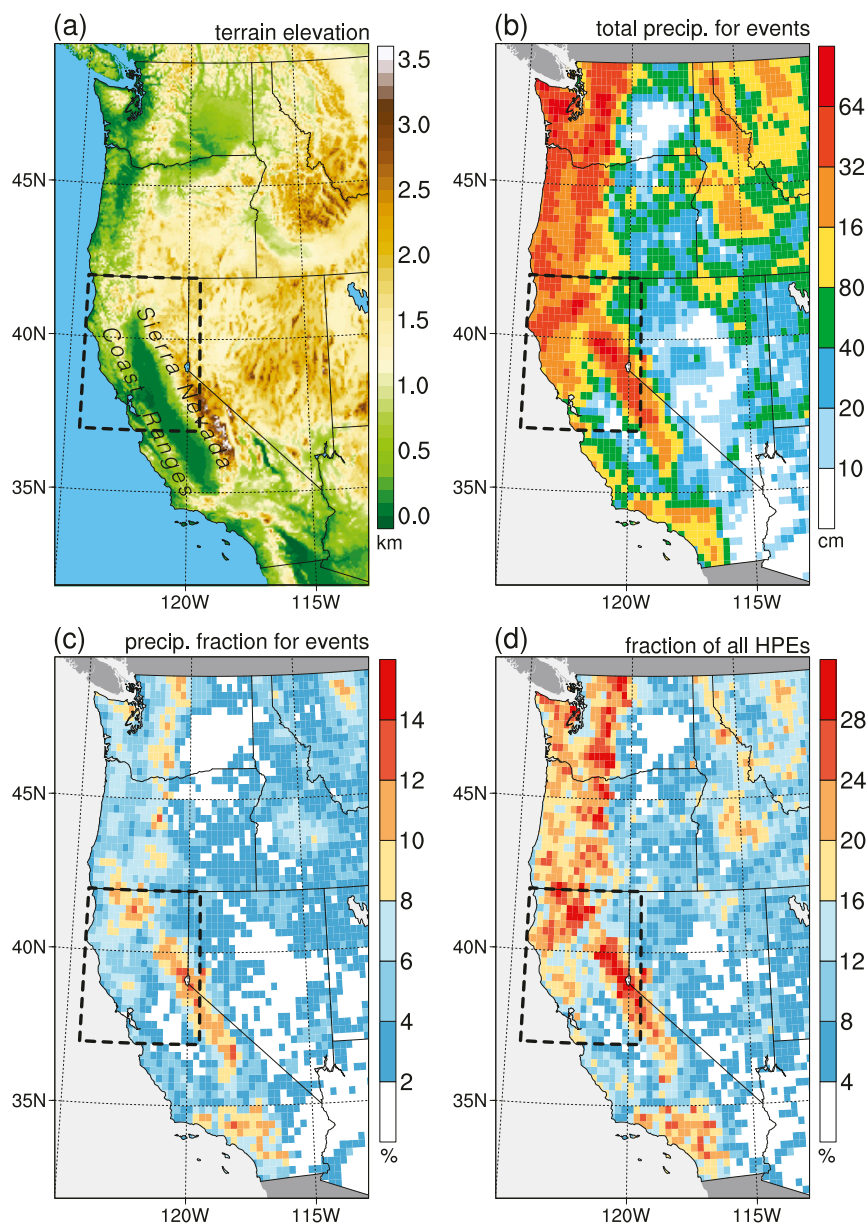 (a)
terrain elevation
3.5
3.0
2.5
2.0
1.5
1.0
0.5
0.0
km
45N
40N
35N
120W
115W
Sierra Nevada
Coast Ranges
(b)
total precip. for events
64
32
16
80
40
20
10
cm
45N
40N
35N
120W
115W
(c)
precip. fraction for events
14
12
10
8
6
4
2
%
45N
40N
35N
120W
115W
(d)
fraction of all HPEs
28
24
20
16
12
8
4
%
45N
40N
35N
120W
115W